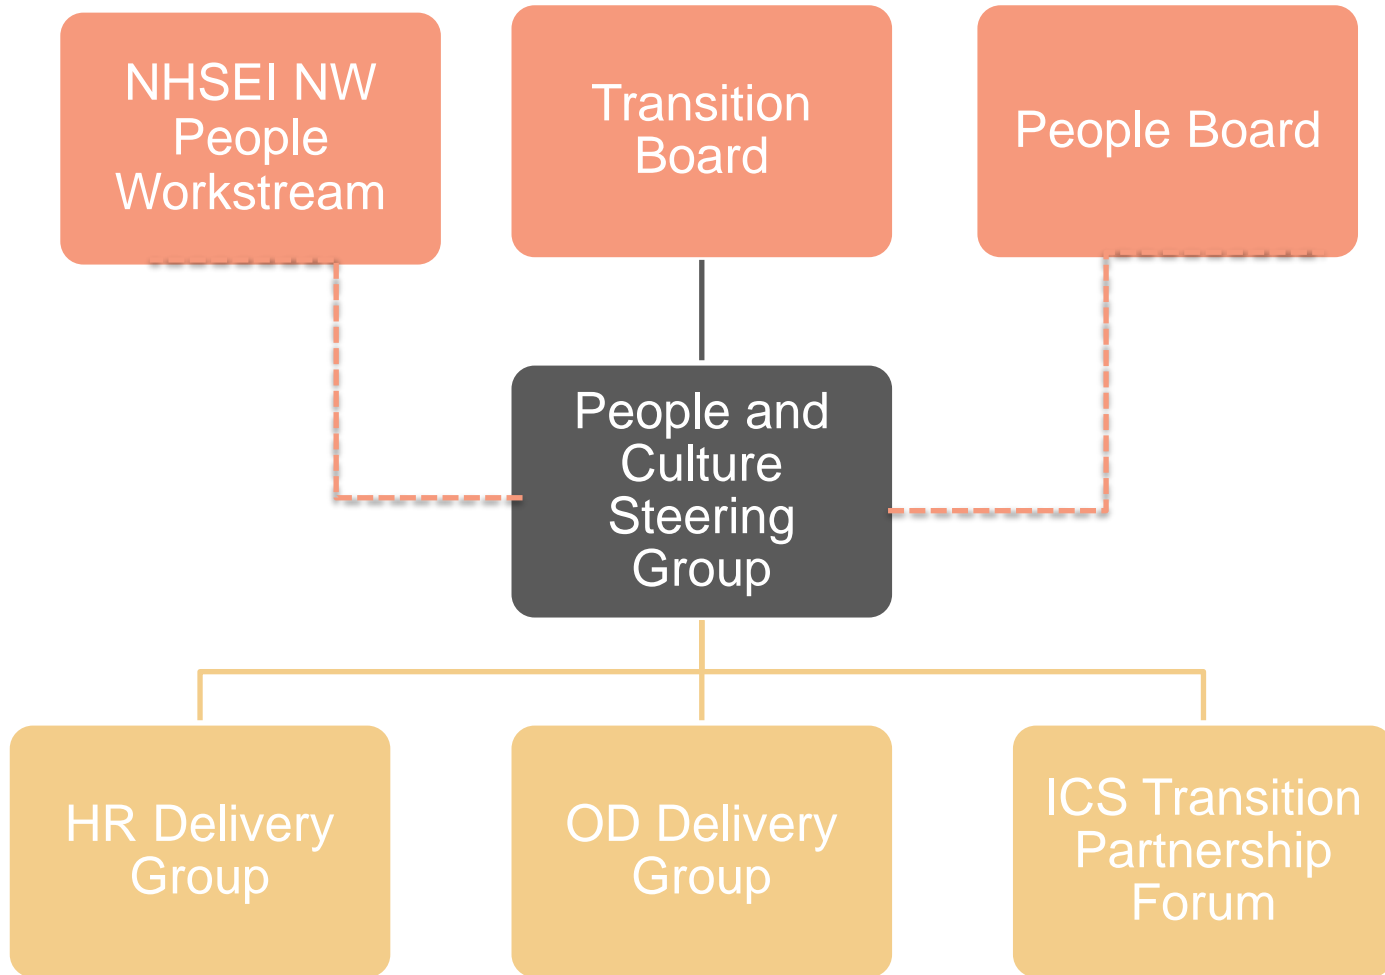 NHSEI NW
People
Workstream
Transition
Board
People Board
People and
Culture
Steering
Group
HR Delivery
Group
OD Delivery
Group
ICS Transition
Partnership
Forum